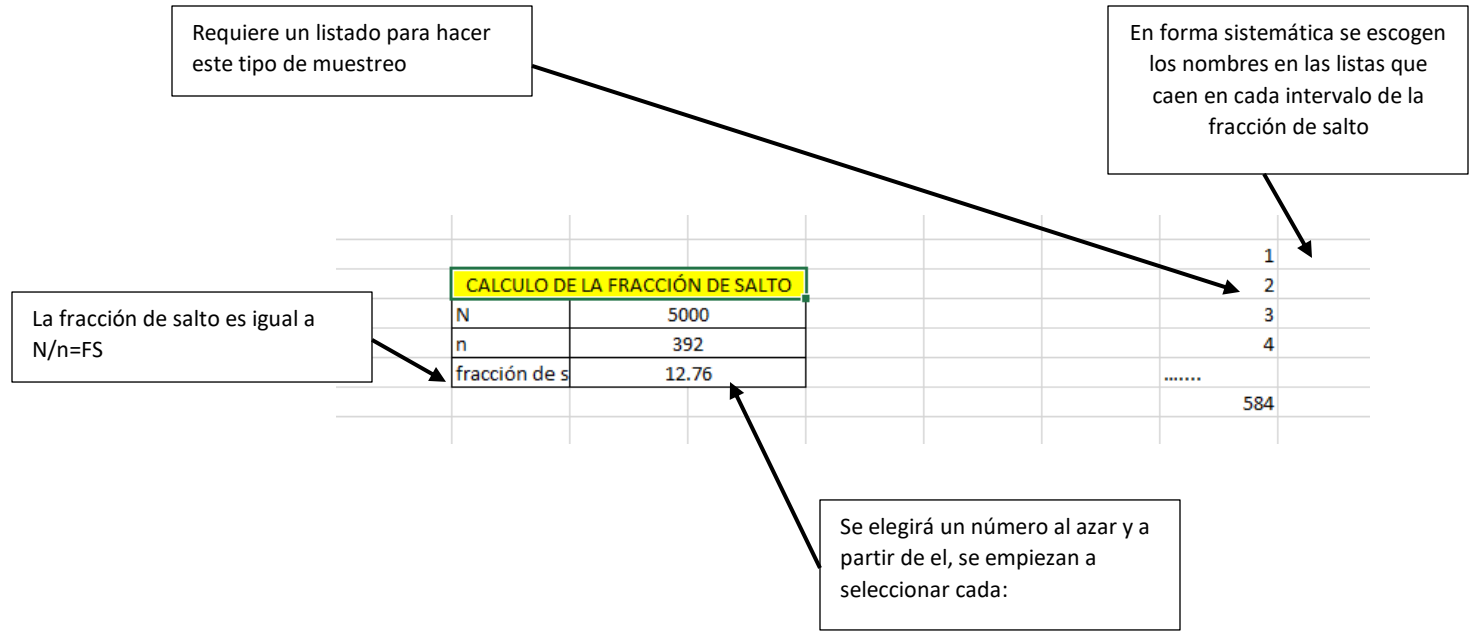 Requiere un listado para hacer
este tipo de muestreo
En forma sistemática se escogen
los nombres en las listas que
caen en cada intervalo de la
fracción de salto
La fracción de salto es igual a
N/n=FS
CALCULO DE LA FRACCIÓN DE SALTO
N 5000
n 392
fracción de s 12.76
1
2
3
4
.......
584
Se elegirá un número al azar y a
partir de el, se empiezan a
seleccionar cada: